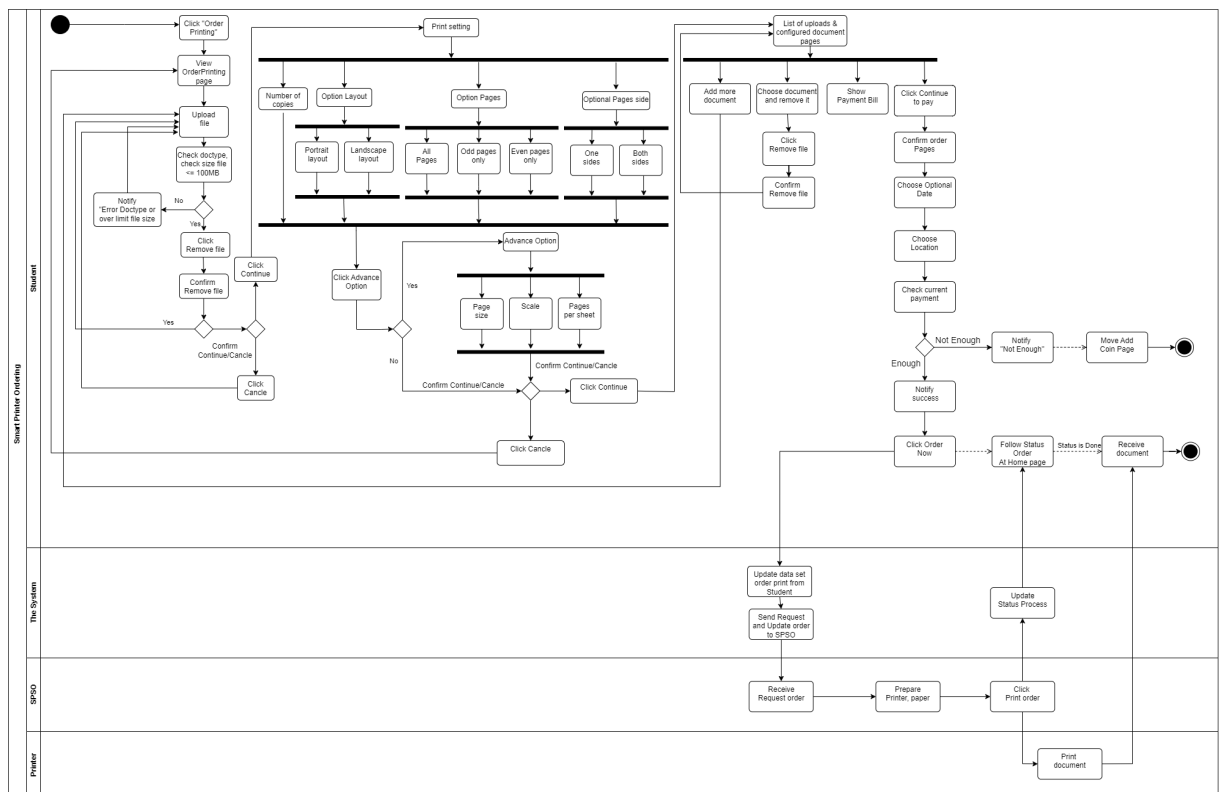 Smart Printer Ordering
Student
Click "Order
Printing"
View
OrderPrinting
page
Upload
file
Check doctype,
check size file
<= 100MB
No
Notify
"Error Doctype or
over limit file size
Yes
Click
Remove file
Confirm
Remove file
Yes
Confirm
Continue/Cancle
Click
Continue
Click
Cancle
Print setting
Number of
copies
Option Layout
Portrait
layout
Landscape
layout
Option Pages
All
Pages
Odd pages
only
Even pages
only
Optional Pages side
One
sides
Both
sides
Click Advance
Option
Yes
No
Advance Option
Page
size
Scale
Pages
per sheet
Confirm Continue/Cancle
Confirm Continue/Cancle
Click Continue
Click Cancle
List of uploads &
configured document
pages
Add more
document
Choose document
and remove it
Click
Remove file
Confirm
Remove file
Show
Payment Bill
Click Continue
to pay
Confirm order
Pages
Choose Optional
Date
Choose
Location
Check current
payment
Not Enough
Notify
"Not Enough"
Move Add
Coin Page
Enough
Notify
success
Click Order
Now
Follow Status
Order
At Home page
Status is Done
Receive
document
The System
Update data set
order print from
Student
Send Request
and Update order
to SPSO
Update
Status Process
SPSO
Receive
Request order
Prepare
Printer, paper
Click
Print order
Printer
Print
document